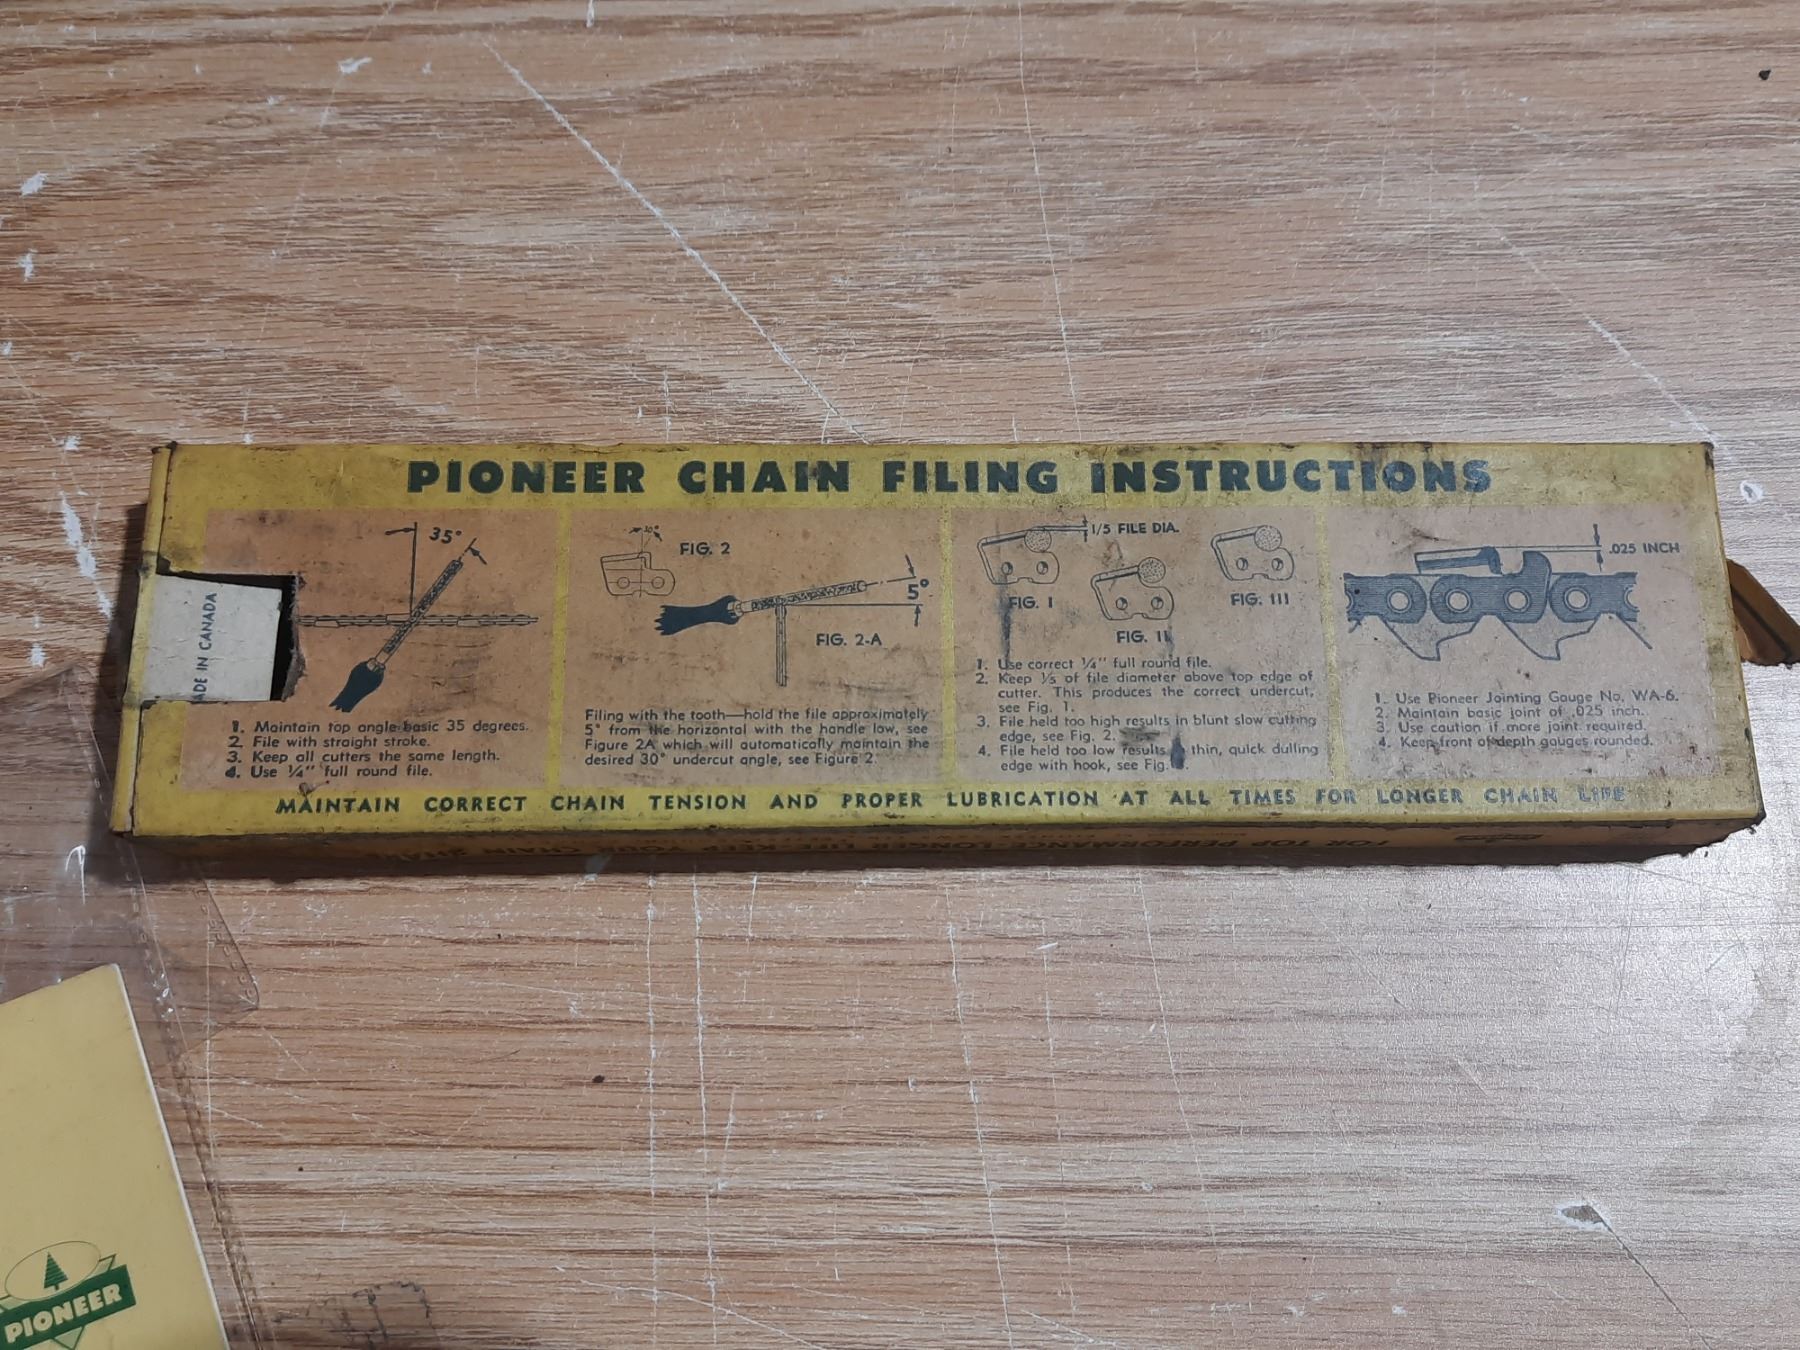 PIONEER CHAIN FILING INSTRUCTIONS
35°
1. Maintain top angle-basic 35 degrees.
2. File with straight stroke.
3. Keep all cutters the same length.
4. Use 1/4" full round file.
30°
FIG. 2
5°
FIG. 2-A
Filing with the tooth—hold the file approximately
5° from the horizontal with the handle low, see
Figure 2A which will automatically maintain the
desired 30° undercut angle, see Figure 2.
1/5 FILE DIA.
FIG. I
FIG. II
FIG. III
1. Use correct 1/4" full round file.
2. Keep 1/5 of file diameter above top edge of
cutter. This produces the correct undercut,
see Fig. 1.
3. File held too high results in blunt slow cutting
edge, see Fig. 2.
4. File held too low results thin, quick dulling
edge with hook, see Fig.
.025 INCH
1. Use Pioneer Jointing Gauge No. WA-6.
2. Maintain basic joint of .025 inch.
3. Use caution if more joint required.
4. Keep front of depth gauges rounded.
MAINTAIN CORRECT CHAIN TENSION AND PROPER LUBRICATION AT ALL TIMES FOR LONGER CHAIN LIFE
ADE IN CANADA
FOR TOP PERFORMANCE-LONGER LIFE-KEEP YOUR CHAIN
PIONEER